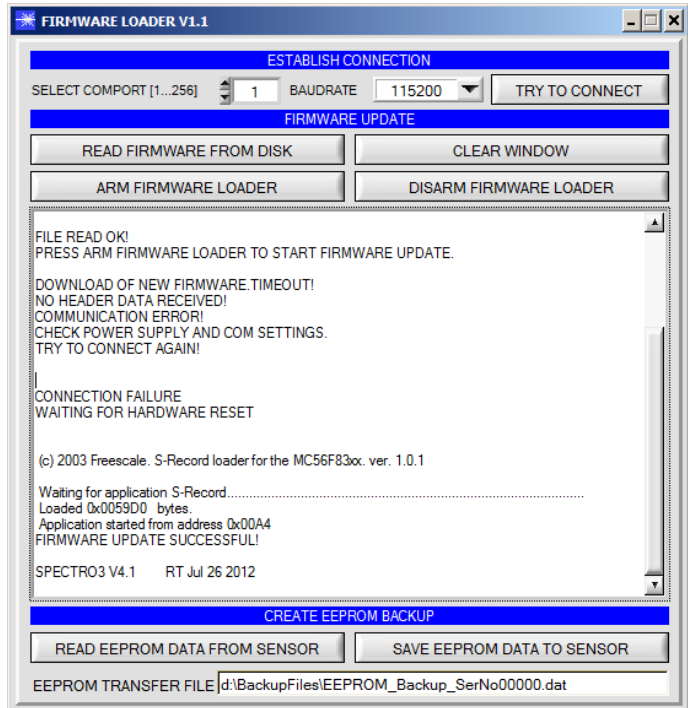 FIRMWARE LOADER V1.1
ESTABLISH CONNECTION
SELECT COMPORT [1...256] 1 BAUDRATE 115200 TRY TO CONNECT
FIRMWARE UPDATE
READ FIRMWARE FROM DISK CLEAR WINDOW
ARM FIRMWARE LOADER DISARM FIRMWARE LOADER
FILE READ OK!
PRESS ARM FIRMWARE LOADER TO START FIRMWARE UPDATE.
DOWNLOAD OF NEW FIRMWARE.TIMEOUT!
NO HEADER DATA RECEIVED!
COMMUNICATION ERROR!
CHECK POWER SUPPLY AND COM SETTINGS.
TRY TO CONNECT AGAIN!
CONNECTION FAILURE
WAITING FOR HARDWARE RESET
(c) 2003 Freescale. S-Record loader for the MC56F83xx. ver. 1.0.1
Waiting for application S-Record.........................................................................................................
Loaded 0x0059D0 bytes.
Application started from address 0x00A4
FIRMWARE UPDATE SUCCESSFUL!
SPECTRO3 V4.1 RT Jul 26 2012
CREATE EEPROM BACKUP
READ EEPROM DATA FROM SENSOR SAVE EEPROM DATA TO SENSOR
EEPROM TRANSFER FILE d:\BackupFiles\EEPROM_Backup_SerNo00000.dat